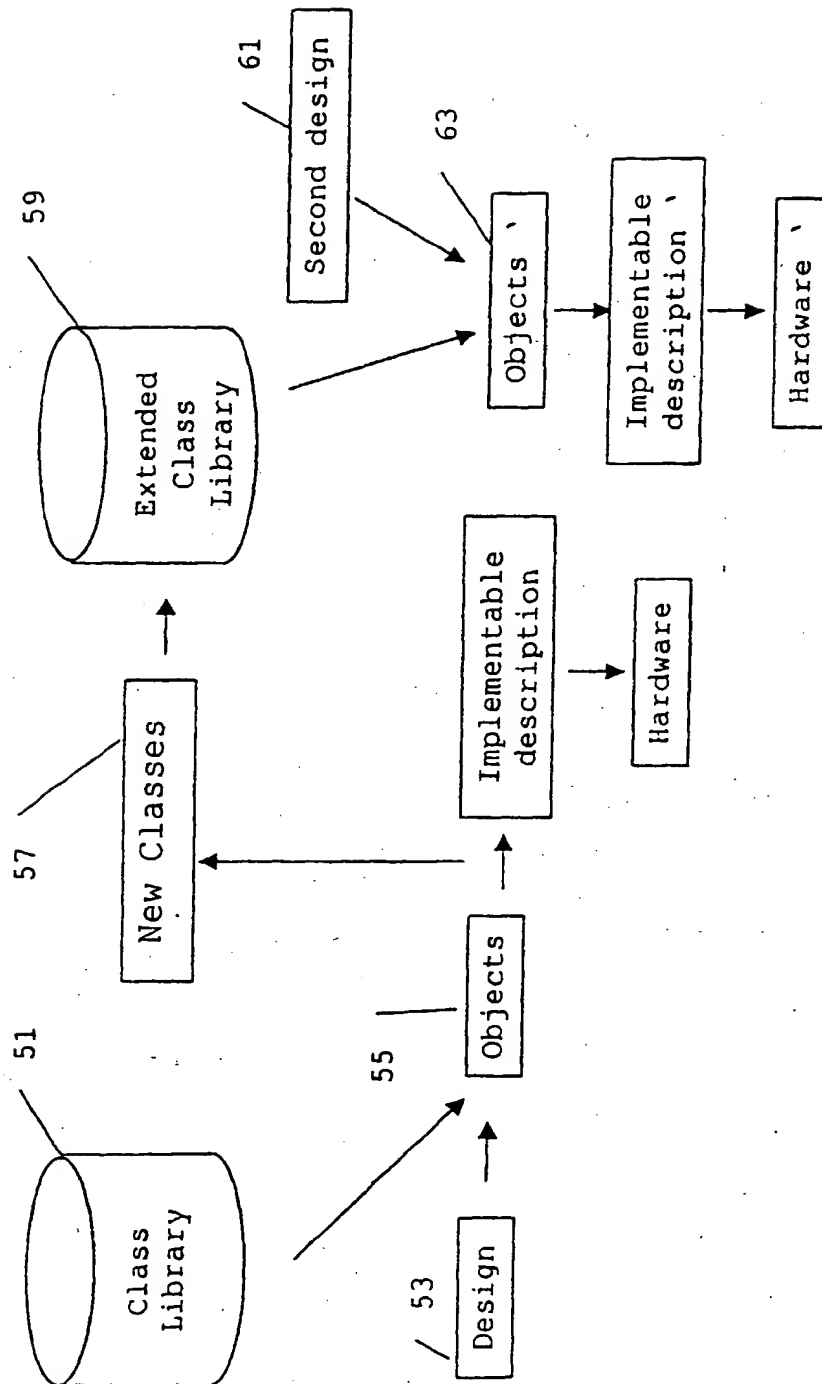 51
Class
Library
53
Design
55
Objects
57
New Classes
Implementable
description
Hardware
59
Extended
Class
Library
61
Second design
63
Objects `
Implementable
description `
Hardware `